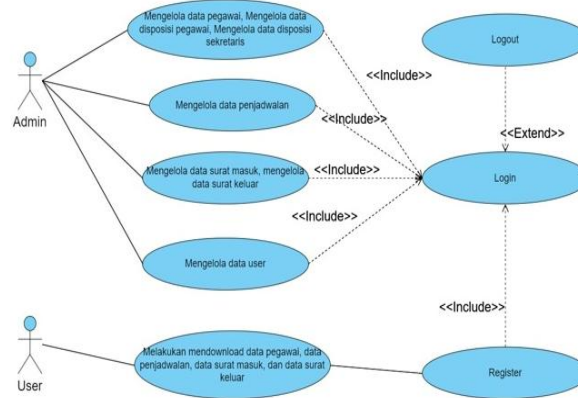 Mengelola data pegawai, Mengelola data
disposisi pegawai, Mengelola data disposisi
sekretaris
Logout
<<Include>>
Admin
Mengelola data penjadwalan
<<Include>>
<<Extend>>
Mengelola data surat masuk, mengelola
data surat keluar
<<Include>>
Login
<<Include>>
Mengelola data user
<<Include>>
User
Melakukan mendownload data pegawai, data
penjadwalan, data surat masuk, dan data surat
keluar
Register